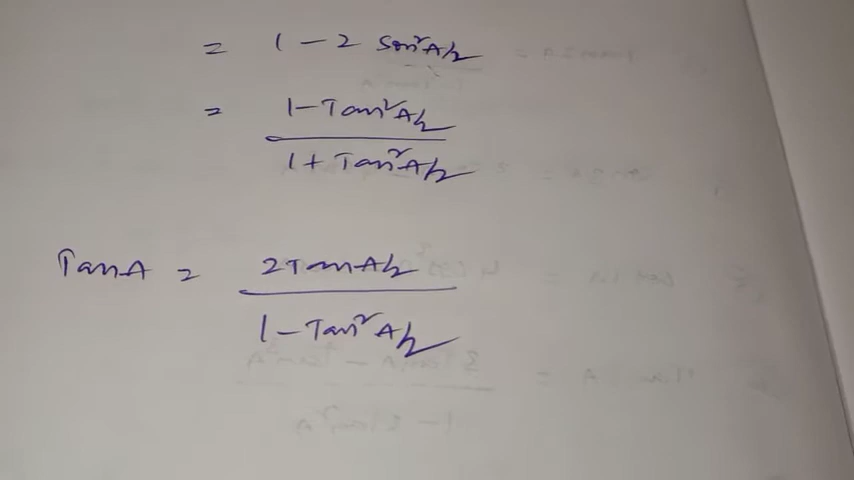 = 1 - 2 Sin²A/2
= 1 - Tan²A/2
1 + Tan²A/2
TanA = 2TanA/2
1 - Tan²A/2